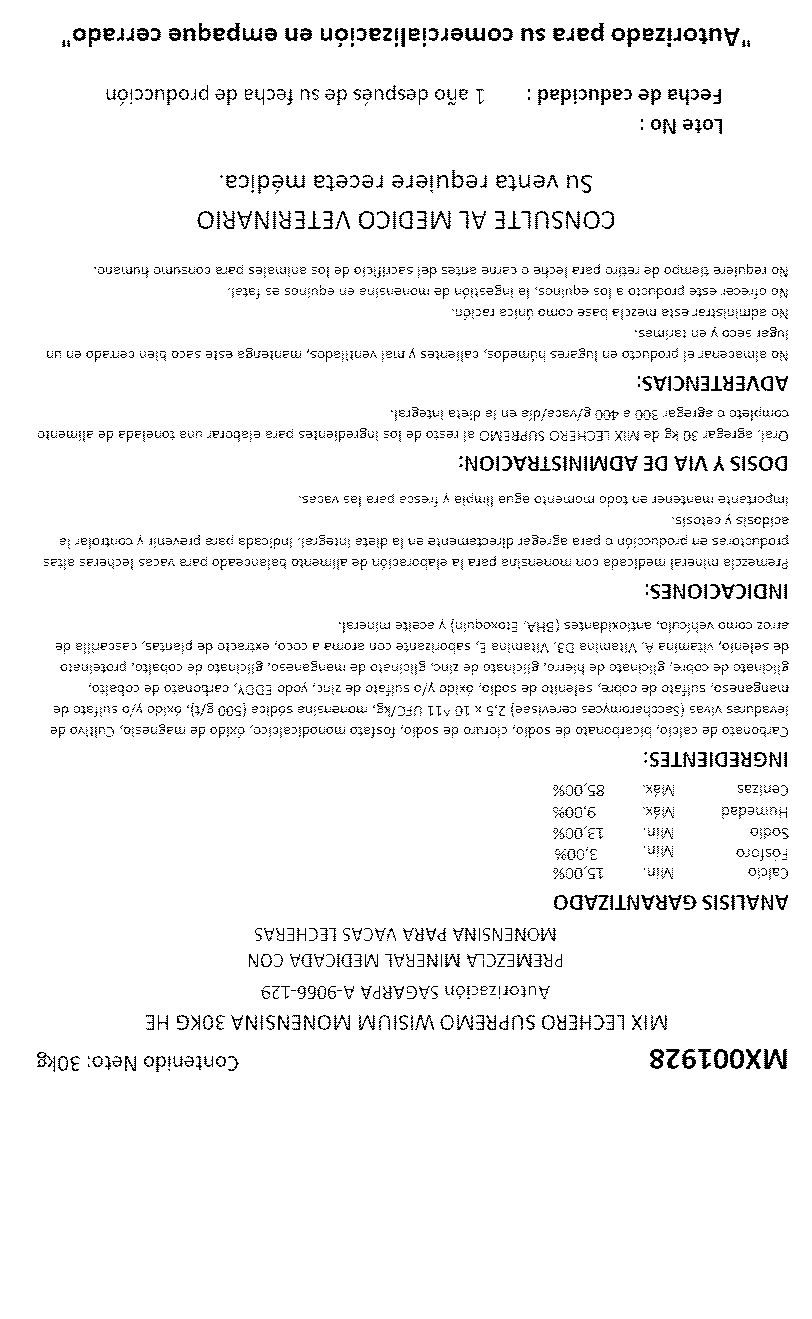 MX001928 Contenido Neto: 30kg
MIX LECHERO SUPREMO WISIUM MONENSINA 30KG HE
Autorización SAGARPA A-9066-129
PREMEZCLA MINERAL MEDICADA CON
MONENSINA PARA VACAS LECHERAS
ANALISIS GARANTIZADO
Calcio Min. 15,00%
Fósforo Min. 3,00%
Sodio Min. 13,00%
Humedad Máx. 9,00%
Cenizas Máx. 85,00%
INGREDIENTES:
Carbonato de calcio, bicarbonato de sodio, cloruro de sodio, fosfato monodicalcico, óxido de magnesio, Cultivo de
levaduras vivas (Saccharomyces cerevisae) 2.5 x 10 ^11 UFC/kg, monensina sódica (500 g/t), óxido y/o sulfato de
manganeso, sulfato de cobre, selenito de sodio, óxido y/o sulfato de zinc, yodo EDDY, carbonato de cobalto,
glicinato de cobre, glicinato de hierro, glicinato de zinc, glicinato de manganeso, glicinato de cobalto, proteinato
de selenio, vitamina A, Vitamina D3, Vitamina E, saborizante con aroma a coco, extracto de plantas, cascarilla de
arroz como vehículo, antioxidantes (BHA, Etoxoquin) y aceite mineral.
INDICACIONES:
Premezcla mineral medicada con monensina para la elaboración de alimento balanceado para vacas lecheras altas
productoras en producción o para agregar directamente en la dieta integral. Indicada para prevenir y controlar la
acidosis y cetosis.
Importante mantener en todo momento agua limpia y fresca para las vacas.
DOSIS Y VIA DE ADMINISTRACION:
Oral, agregar 30 kg de MIX LECHERO SUPREMO al resto de los ingredientes para elaborar una tonelada de alimento
completo o agregar 300 a 400 g/vaca/día en la dieta integral.
ADVERTENCIAS:
No almacenar el producto en lugares húmedos, calientes y mal ventilados, mantenga este saco bien cerrado en un
lugar seco y en tarimas.
No administrar esta mezcla base como única ración.
No ofrecer este producto a los equinos, la ingestión de monensina en equinos es fatal.
No requiere tiempo de retiro para leche o carne antes del sacrificio de los animales para consumo humano.
CONSULTE AL MEDICO VETERINARIO
Su venta requiere receta médica.
Lote No :
Fecha de caducidad : 1 año después de su fecha de producción
"Autorizado para su comercialización en empaque cerrado"